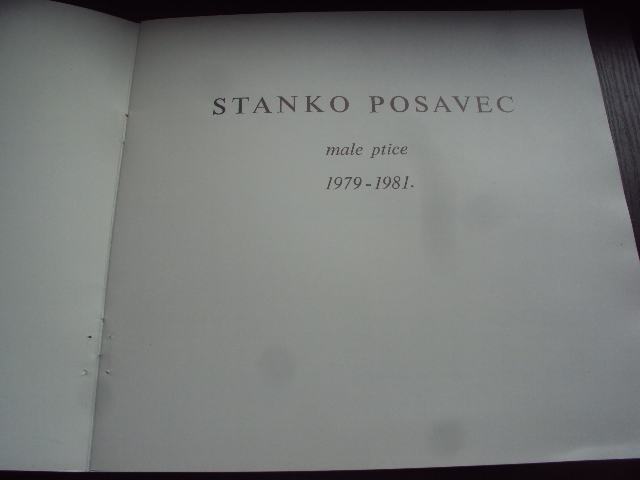 STANKO POSAVEC
male ptice
1979-1981.